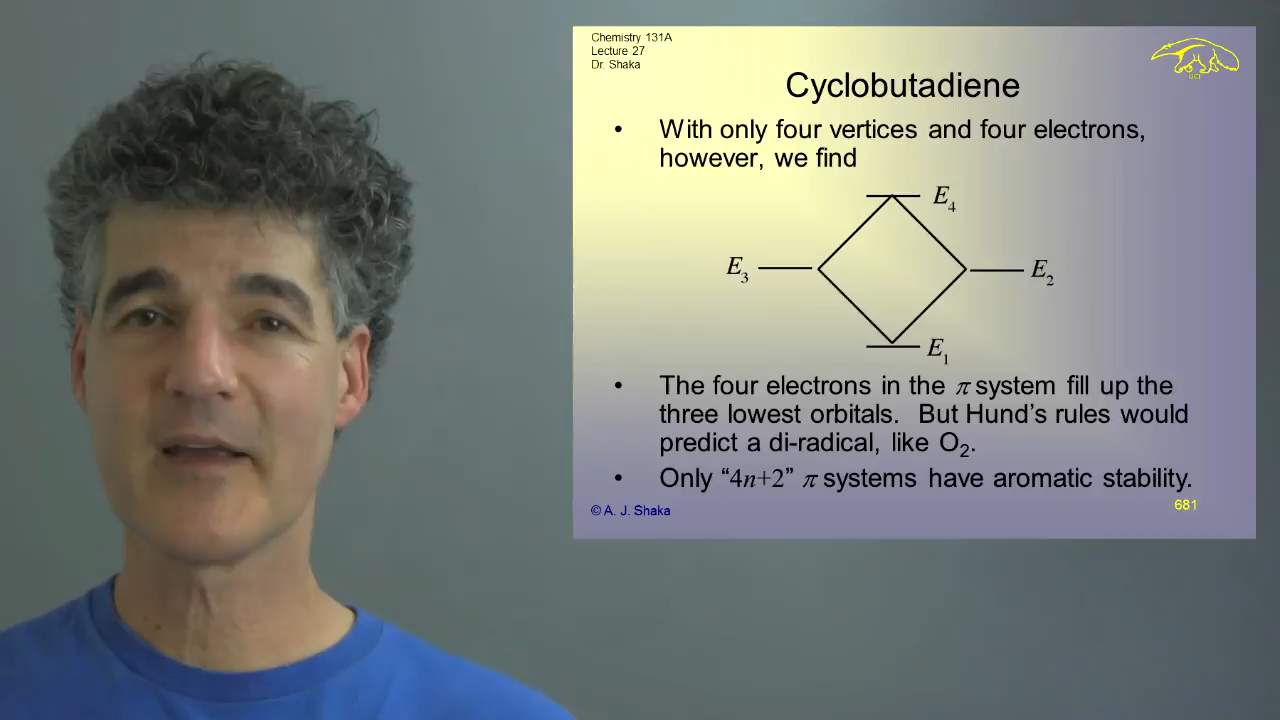 Chemistry 131A
Lecture 27
Dr. Shaka
UCI
Cyclobutadiene
• With only four vertices and four electrons,
however, we find
E4
E3
E2
E1
• The four electrons in the π system fill up the
three lowest orbitals. But Hund’s rules would
predict a di-radical, like O2.
• Only “4n+2” π systems have aromatic stability.
681
© A. J. Shaka